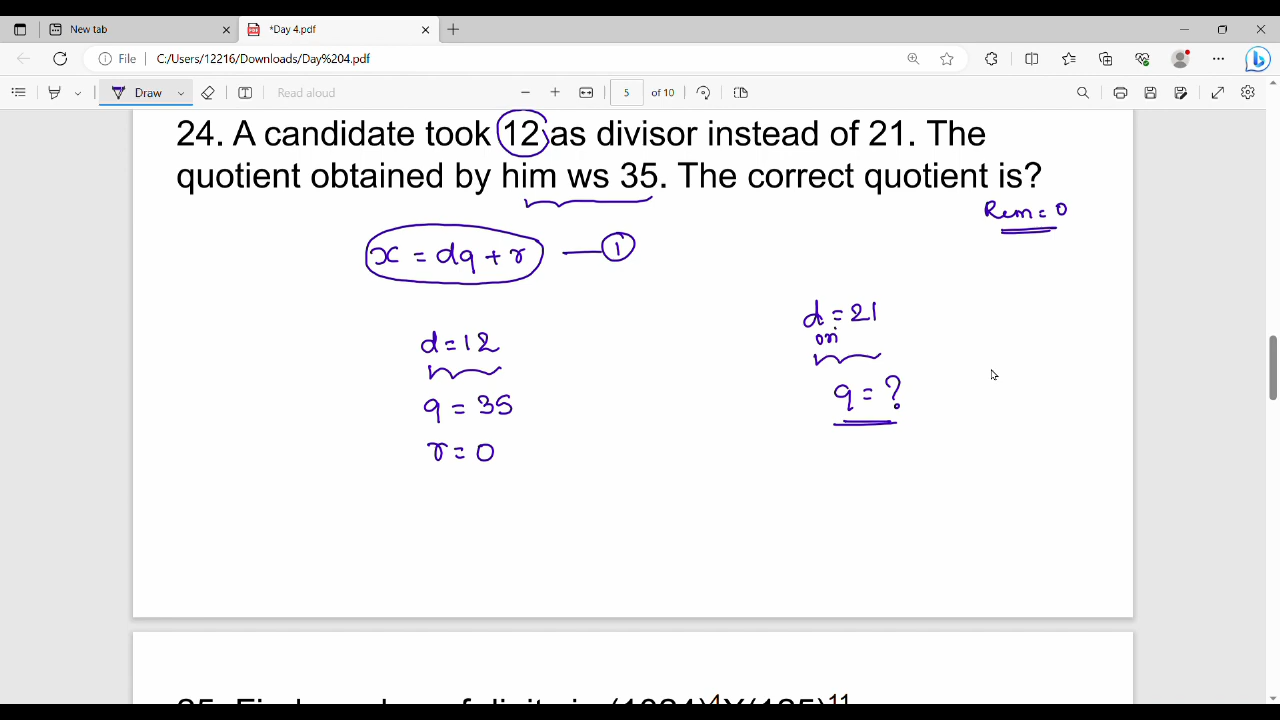 New tab
*Day 4.pdf
File
C:/Users/12216/Downloads/Day%204.pdf
Draw
Read aloud
5
of 10
24. A candidate took 12 as divisor instead of 21. The
quotient obtained by him ws 35. The correct quotient is?
Rem = 0
x = dq + r — 1
d = 21
ori
d = 12
q = ?
q = 35
r = 0